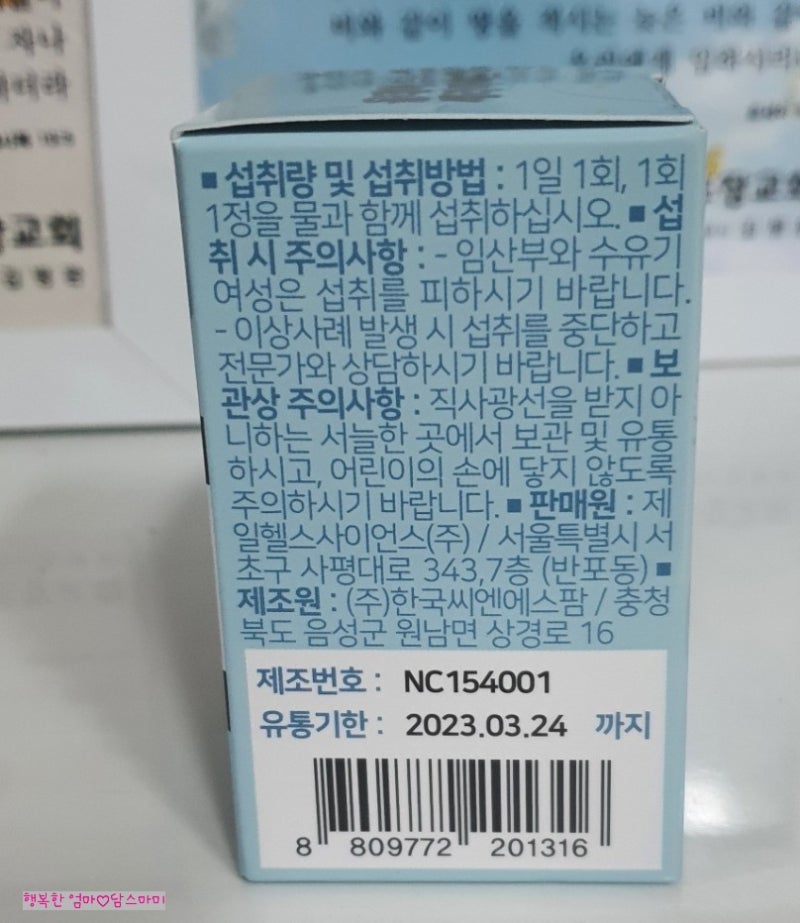 ■ 섭취량 및 섭취방법 : 1일 1회, 1회
1정을 물과 함께 섭취하십시오. ■ 섭
취 시 주의사항 : - 임산부와 수유기
여성은 섭취를 피하시기 바랍니다.
- 이상사례 발생 시 섭취를 중단하고
전문가와 상담하시기 바랍니다. ■ 보
관상 주의사항 : 직사광선을 받지 아
니하는 서늘한 곳에서 보관 및 유통
하시고, 어린이의 손에 닿지 않도록
주의하시기 바랍니다. ■ 판매원 : 제
일헬스사이언스(주) / 서울특별시 서
초구 사평대로 343,7층 (반포동) ■
제조원 : (주)한국씨엔에스팜 / 충청
북도 음성군 원남면 상경로 16
제조번호 : NC154001
유통기한 : 2023.03.24 까지
8 809772 201316
행복한 엄마♡담스마미